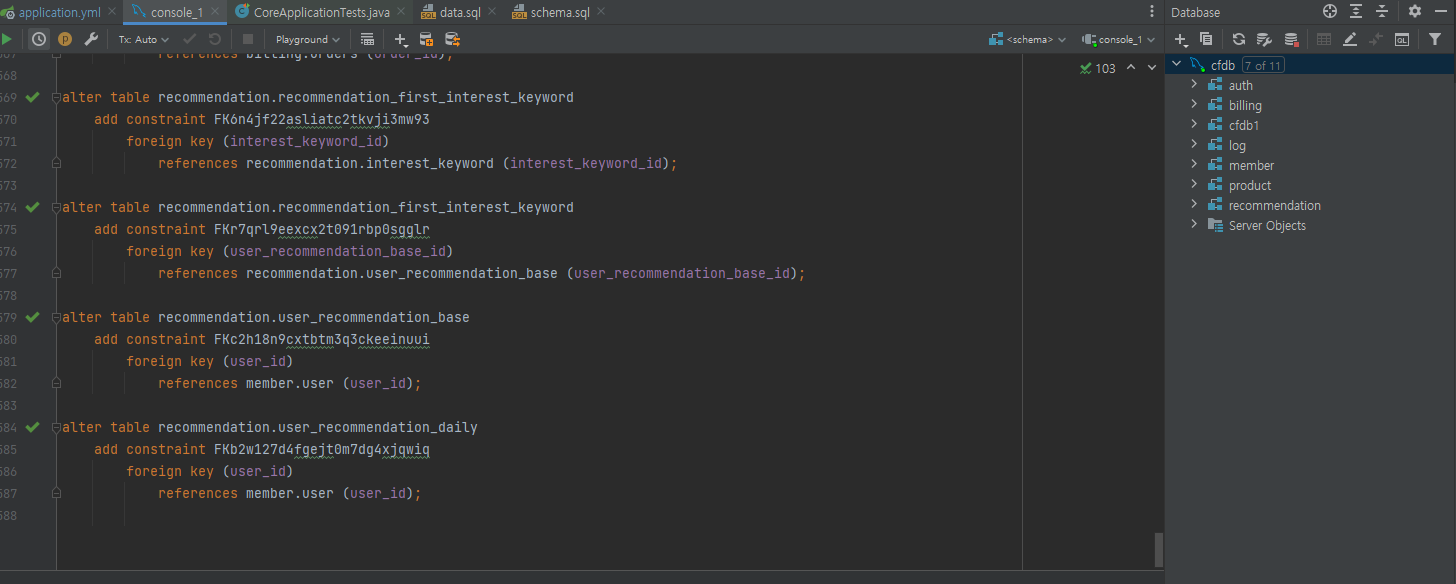 application.yml
console_1
CoreApplicationTests.java
data.sql
schema.sql
Database
Tx: Auto
Playground
<schema>
console_1
103
references billing.orders (order_id);
568
569 alter table recommendation.recommendation_first_interest_keyword
570 add constraint FK6n4jf22asliatc2tkvji3mw93
571 foreign key (interest_keyword_id)
572 references recommendation.interest_keyword (interest_keyword_id);
573
574 alter table recommendation.recommendation_first_interest_keyword
575 add constraint FKr7qrl9eexcx2t091rbp0sgglr
576 foreign key (user_recommendation_base_id)
577 references recommendation.user_recommendation_base (user_recommendation_base_id);
578
579 alter table recommendation.user_recommendation_base
580 add constraint FKc2h18n9cxtbtm3q3ckeeinuui
581 foreign key (user_id)
582 references member.user (user_id);
583
584 alter table recommendation.user_recommendation_daily
585 add constraint FKb2w127d4fgejt0m7dg4xjqwiq
586 foreign key (user_id)
587 references member.user (user_id);
588
cfdb 7 of 11
auth
billing
cfdb1
log
member
product
recommendation
Server Objects